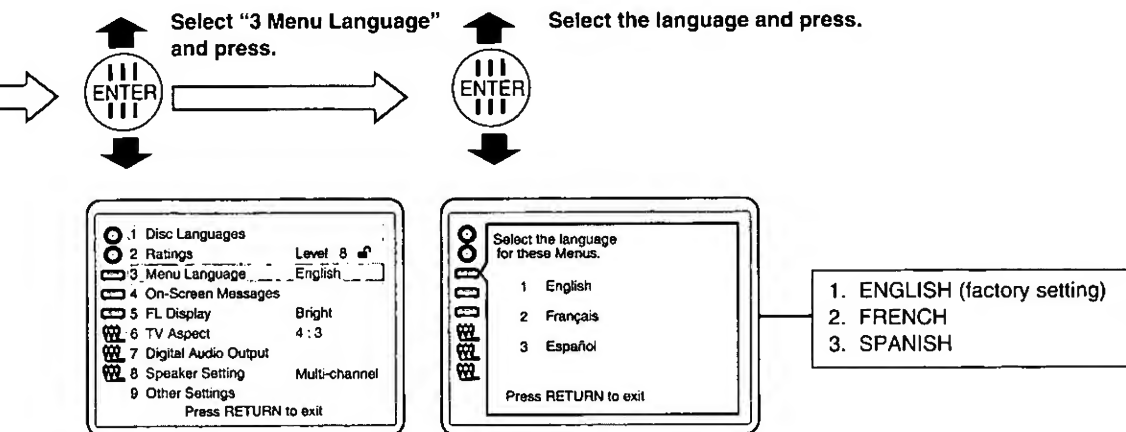 Select “3 Menu Language”
and press.
ENTER
Select the language and press.
ENTER
1 Disc Languages
2 Ratings Level 8
3 Menu Language English
4 On-Screen Messages
5 FL Display Bright
6 TV Aspect 4 : 3
7 Digital Audio Output
8 Speaker Setting Multi-channel
9 Other Settings
Press RETURN to exit
Select the language
for these Menus.
1 English
2 Français
3 Español
Press RETURN to exit
1. ENGLISH (factory setting)
2. FRENCH
3. SPANISH